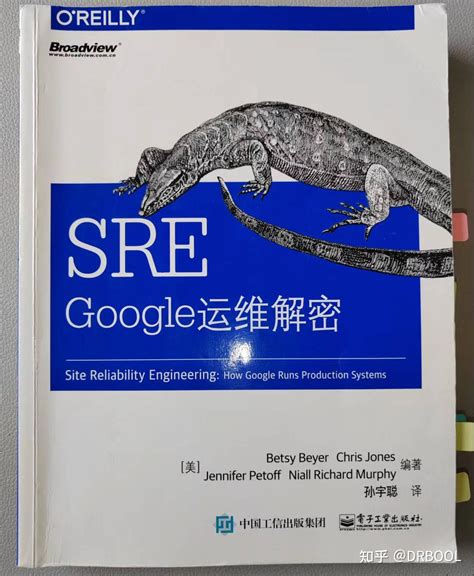 O'REILLY®
Broadview®
www.broadview.com.cn
SRE
Google运维解密
Site Reliability Engineering: How Google Runs Production Systems
[美] Betsy Beyer Chris Jones
Jennifer Petoff Niall Richard Murphy 编著
孙宇聪 译
中国工信出版集团
电子工业出版社
知乎 @DRBOOL